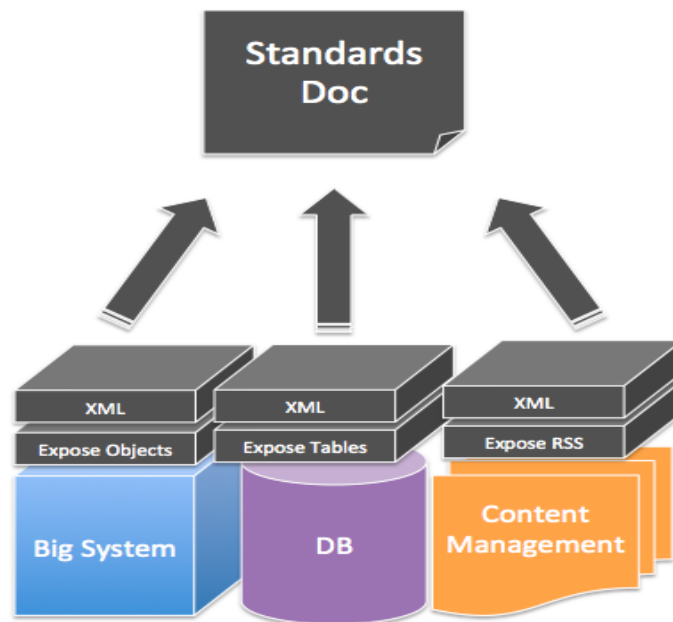 Standards
Doc
XML
XML
XML
Expose Objects
Expose Tables
Expose RSS
Big System
DB
Content
Management